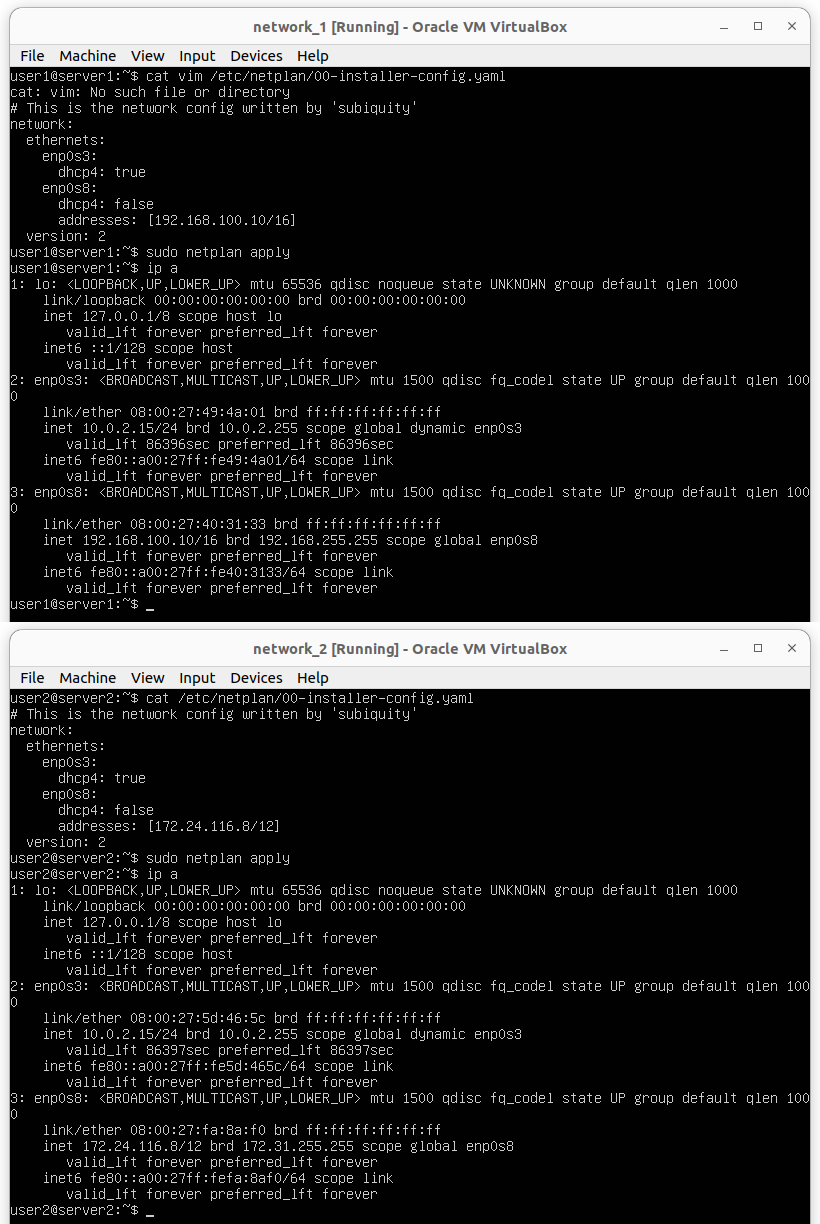 network_1 [Running] - Oracle VM VirtualBox
File Machine View Input Devices Help
user1@server1:~$ cat vim /etc/netplan/00-installer-config.yaml
cat: vim: No such file or directory
# This is the network config written by 'subiquity'
network:
  ethernets:
    enp0s3:
      dhcp4: true
    enp0s8:
      dhcp4: false
      addresses: [192.168.100.10/16]
  version: 2
user1@server1:~$ sudo netplan apply
user1@server1:~$ ip a
1: lo: <LOOPBACK,UP,LOWER_UP> mtu 65536 qdisc noqueue state UNKNOWN group default qlen 1000
    link/loopback 00:00:00:00:00:00 brd 00:00:00:00:00:00
    inet 127.0.0.1/8 scope host lo
       valid_lft forever preferred_lft forever
    inet6 ::1/128 scope host
       valid_lft forever preferred_lft forever
2: enp0s3: <BROADCAST,MULTICAST,UP,LOWER_UP> mtu 1500 qdisc fq_codel state UP group default qlen 100
0
    link/ether 08:00:27:49:4a:01 brd ff:ff:ff:ff:ff:ff
    inet 10.0.2.15/24 brd 10.0.2.255 scope global dynamic enp0s3
       valid_lft 86396sec preferred_lft 86396sec
    inet6 fe80::a00:27ff:fe49:4a01/64 scope link
       valid_lft forever preferred_lft forever
3: enp0s8: <BROADCAST,MULTICAST,UP,LOWER_UP> mtu 1500 qdisc fq_codel state UP group default qlen 100
0
    link/ether 08:00:27:40:31:33 brd ff:ff:ff:ff:ff:ff
    inet 192.168.100.10/16 brd 192.168.255.255 scope global enp0s8
       valid_lft forever preferred_lft forever
    inet6 fe80::a00:27ff:fe40:3133/64 scope link
       valid_lft forever preferred_lft forever
user1@server1:~$ _
network_2 [Running] - Oracle VM VirtualBox
File Machine View Input Devices Help
user2@server2:~$ cat /etc/netplan/00-installer-config.yaml
# This is the network config written by 'subiquity'
network:
  ethernets:
    enp0s3:
      dhcp4: true
    enp0s8:
      dhcp4: false
      addresses: [172.24.116.8/12]
  version: 2
user2@server2:~$ sudo netplan apply
user2@server2:~$ ip a
1: lo: <LOOPBACK,UP,LOWER_UP> mtu 65536 qdisc noqueue state UNKNOWN group default qlen 1000
    link/loopback 00:00:00:00:00:00 brd 00:00:00:00:00:00
    inet 127.0.0.1/8 scope host lo
       valid_lft forever preferred_lft forever
    inet6 ::1/128 scope host
       valid_lft forever preferred_lft forever
2: enp0s3: <BROADCAST,MULTICAST,UP,LOWER_UP> mtu 1500 qdisc fq_codel state UP group default qlen 100
0
    link/ether 08:00:27:5d:46:5c brd ff:ff:ff:ff:ff:ff
    inet 10.0.2.15/24 brd 10.0.2.255 scope global dynamic enp0s3
       valid_lft 86397sec preferred_lft 86397sec
    inet6 fe80::a00:27ff:fe5d:465c/64 scope link
       valid_lft forever preferred_lft forever
3: enp0s8: <BROADCAST,MULTICAST,UP,LOWER_UP> mtu 1500 qdisc fq_codel state UP group default qlen 100
0
    link/ether 08:00:27:fa:8a:f0 brd ff:ff:ff:ff:ff:ff
    inet 172.24.116.8/12 brd 172.31.255.255 scope global enp0s8
       valid_lft forever preferred_lft forever
    inet6 fe80::a00:27ff:fefa:8af0/64 scope link
       valid_lft forever preferred_lft forever
user2@server2:~$ _